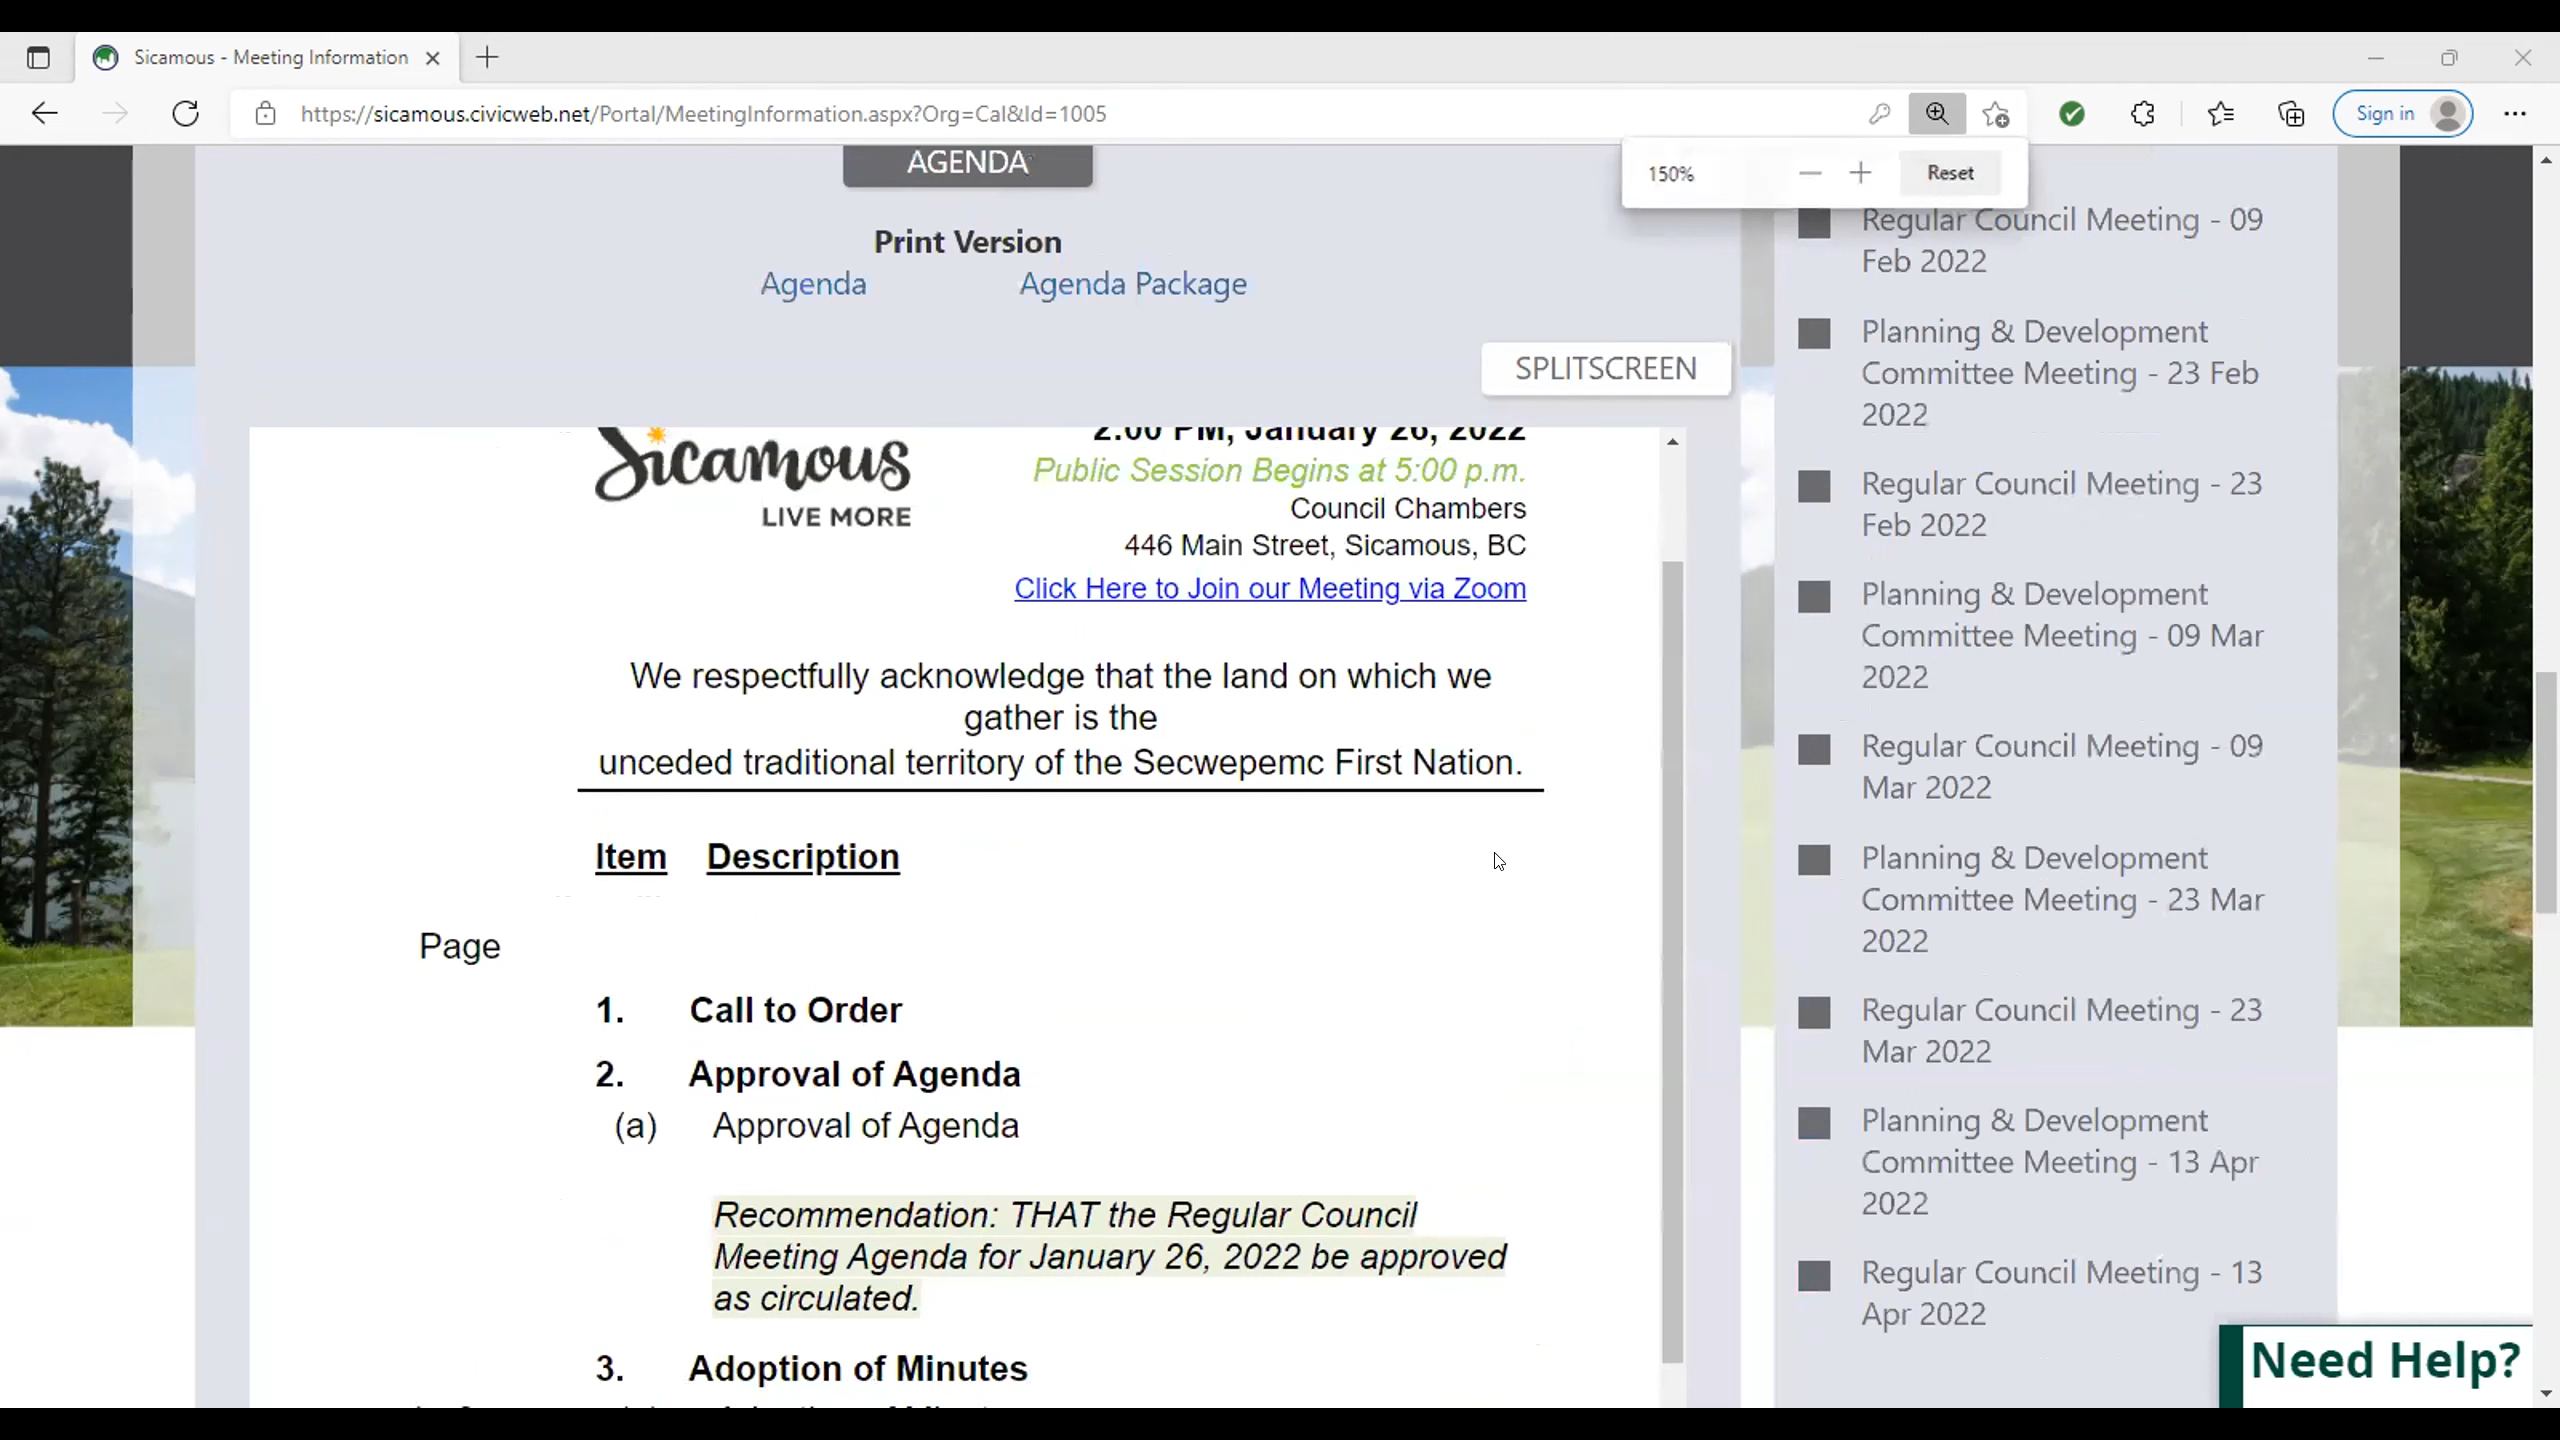 Sicamous - Meeting Information
https://sicamous.civicweb.net/Portal/MeetingInformation.aspx?Org=Cal&Id=1005
Sign in
150%
Reset
AGENDA
Print Version
Agenda Agenda Package
SPLITSCREEN
Sicamous
LIVE MORE
2:00 PM, January 26, 2022
Public Session Begins at 5:00 p.m.
Council Chambers
446 Main Street, Sicamous, BC
Click Here to Join our Meeting via Zoom
We respectfully acknowledge that the land on which we
gather is the
unceded traditional territory of the Secwepemc First Nation.
Item Description
Page
1. Call to Order
2. Approval of Agenda
(a) Approval of Agenda
Recommendation: THAT the Regular Council
Meeting Agenda for January 26, 2022 be approved
as circulated.
3. Adoption of Minutes
Regular Council Meeting - 09
Feb 2022
Planning & Development
Committee Meeting - 23 Feb
2022
Regular Council Meeting - 23
Feb 2022
Planning & Development
Committee Meeting - 09 Mar
2022
Regular Council Meeting - 09
Mar 2022
Planning & Development
Committee Meeting - 23 Mar
2022
Regular Council Meeting - 23
Mar 2022
Planning & Development
Committee Meeting - 13 Apr
2022
Regular Council Meeting - 13
Apr 2022
Need Help?